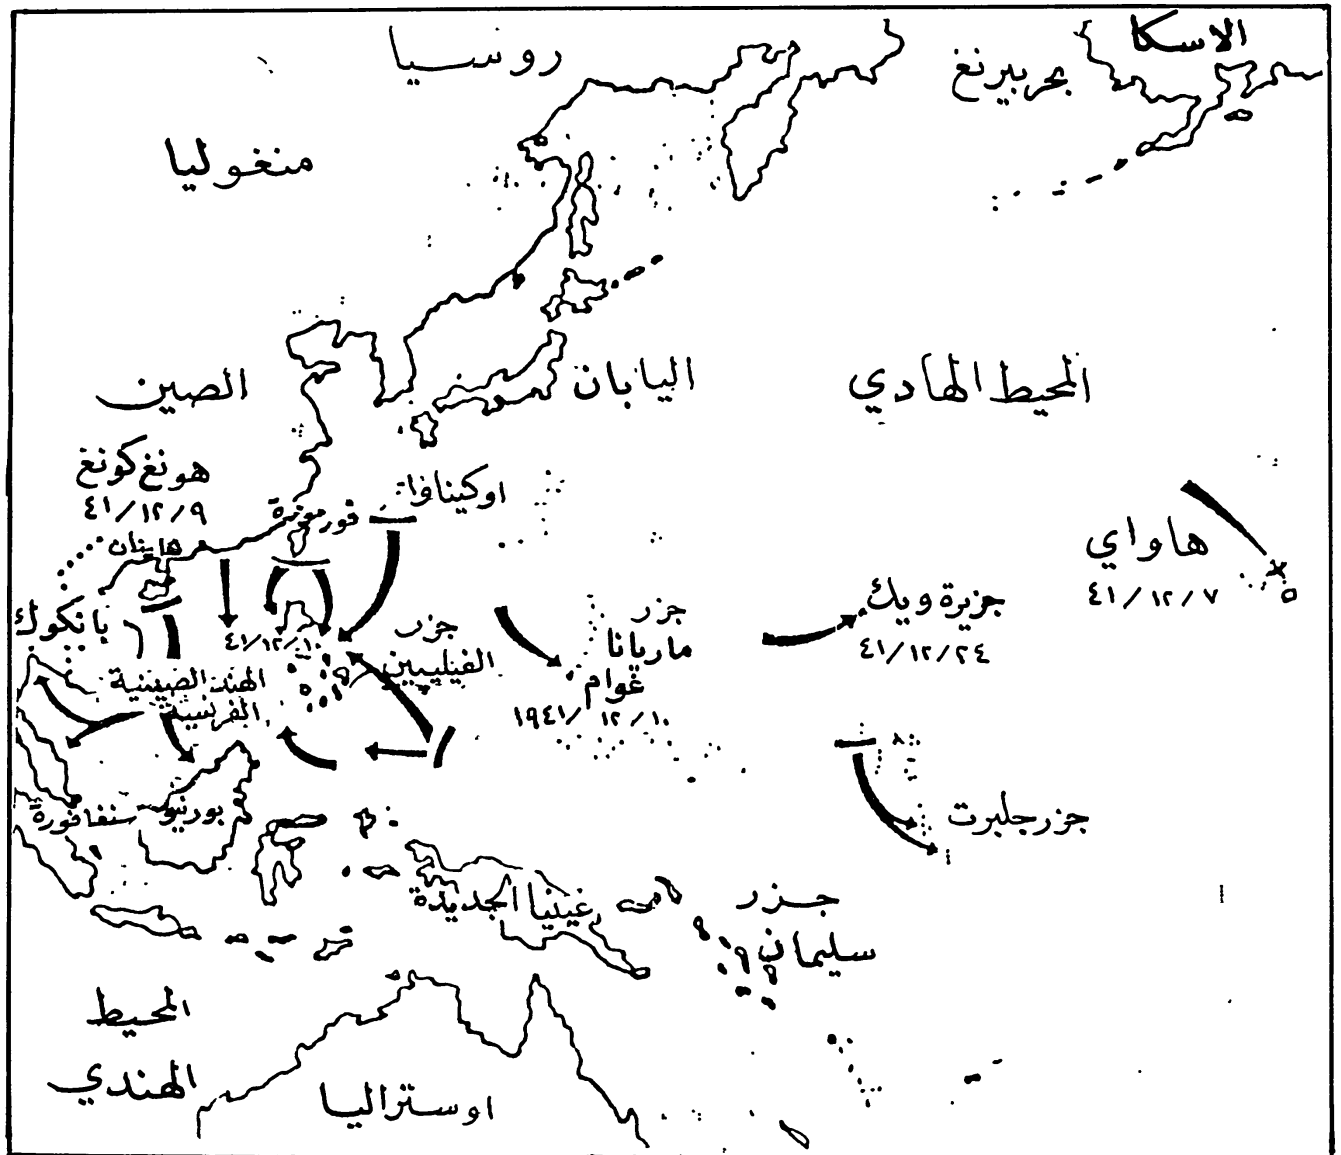 روسيا
الاسكا
بحر بيرنغ
منغوليا
الصين
اليابان
المحيط الهادي
هونغ كونغ
٤١/١٢/٩
هاينان
فورموزة
اوكيناوا
هاواي
٤١/١٢/٧
بانكوك
٤١/١٢/١٠
جزر
الفيليبين
جزر
ماريانا
غوام
١٩٤١/١٢/١٠
جزيرة ويك
٤١/١٢/٢٤
الهند الصينية
الفرنسية
سنغافورة
بورنيو
جزر جلبرت
غينيا الجديدة
جزر
سليمان
المحيط
الهندي
اوستراليا